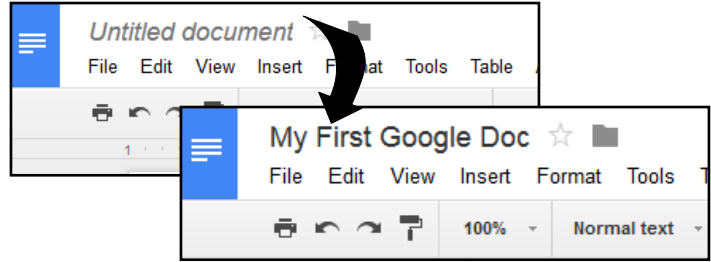 Untitled document
File Edit View Insert Format Tools Table
1
My First Google Doc
File Edit View Insert Format Tools
100% Normal text